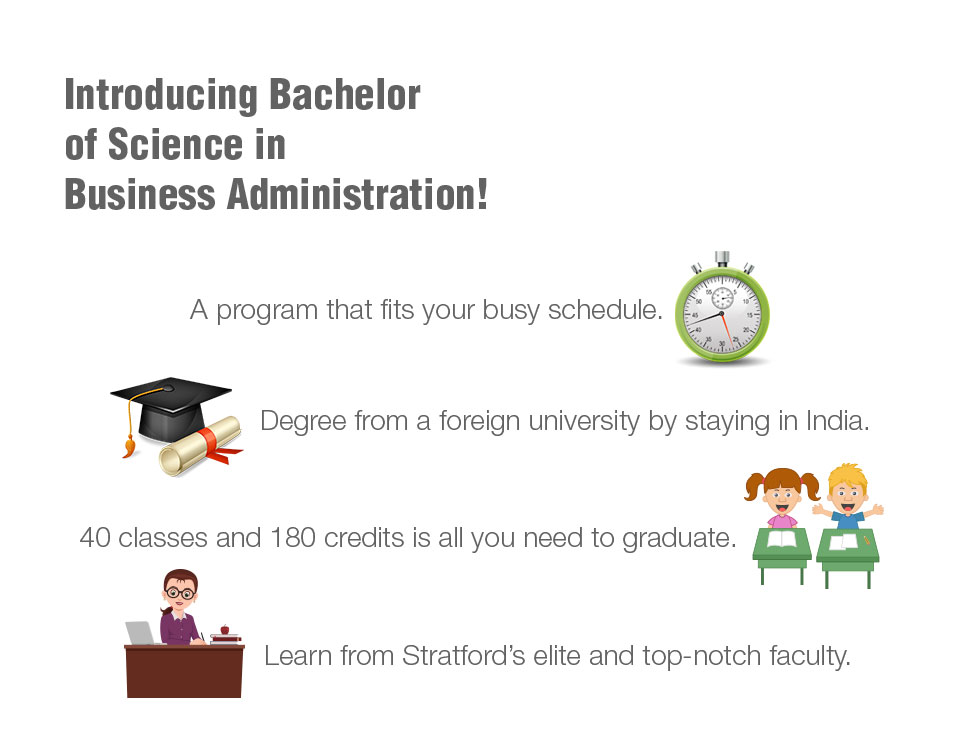 Introducing Bachelor
of Science in
Business Administration!
A program that fits your busy schedule.
Degree from a foreign university by staying in India.
40 classes and 180 credits is all you need to graduate.
Learn from Stratford's elite and top-notch faculty.